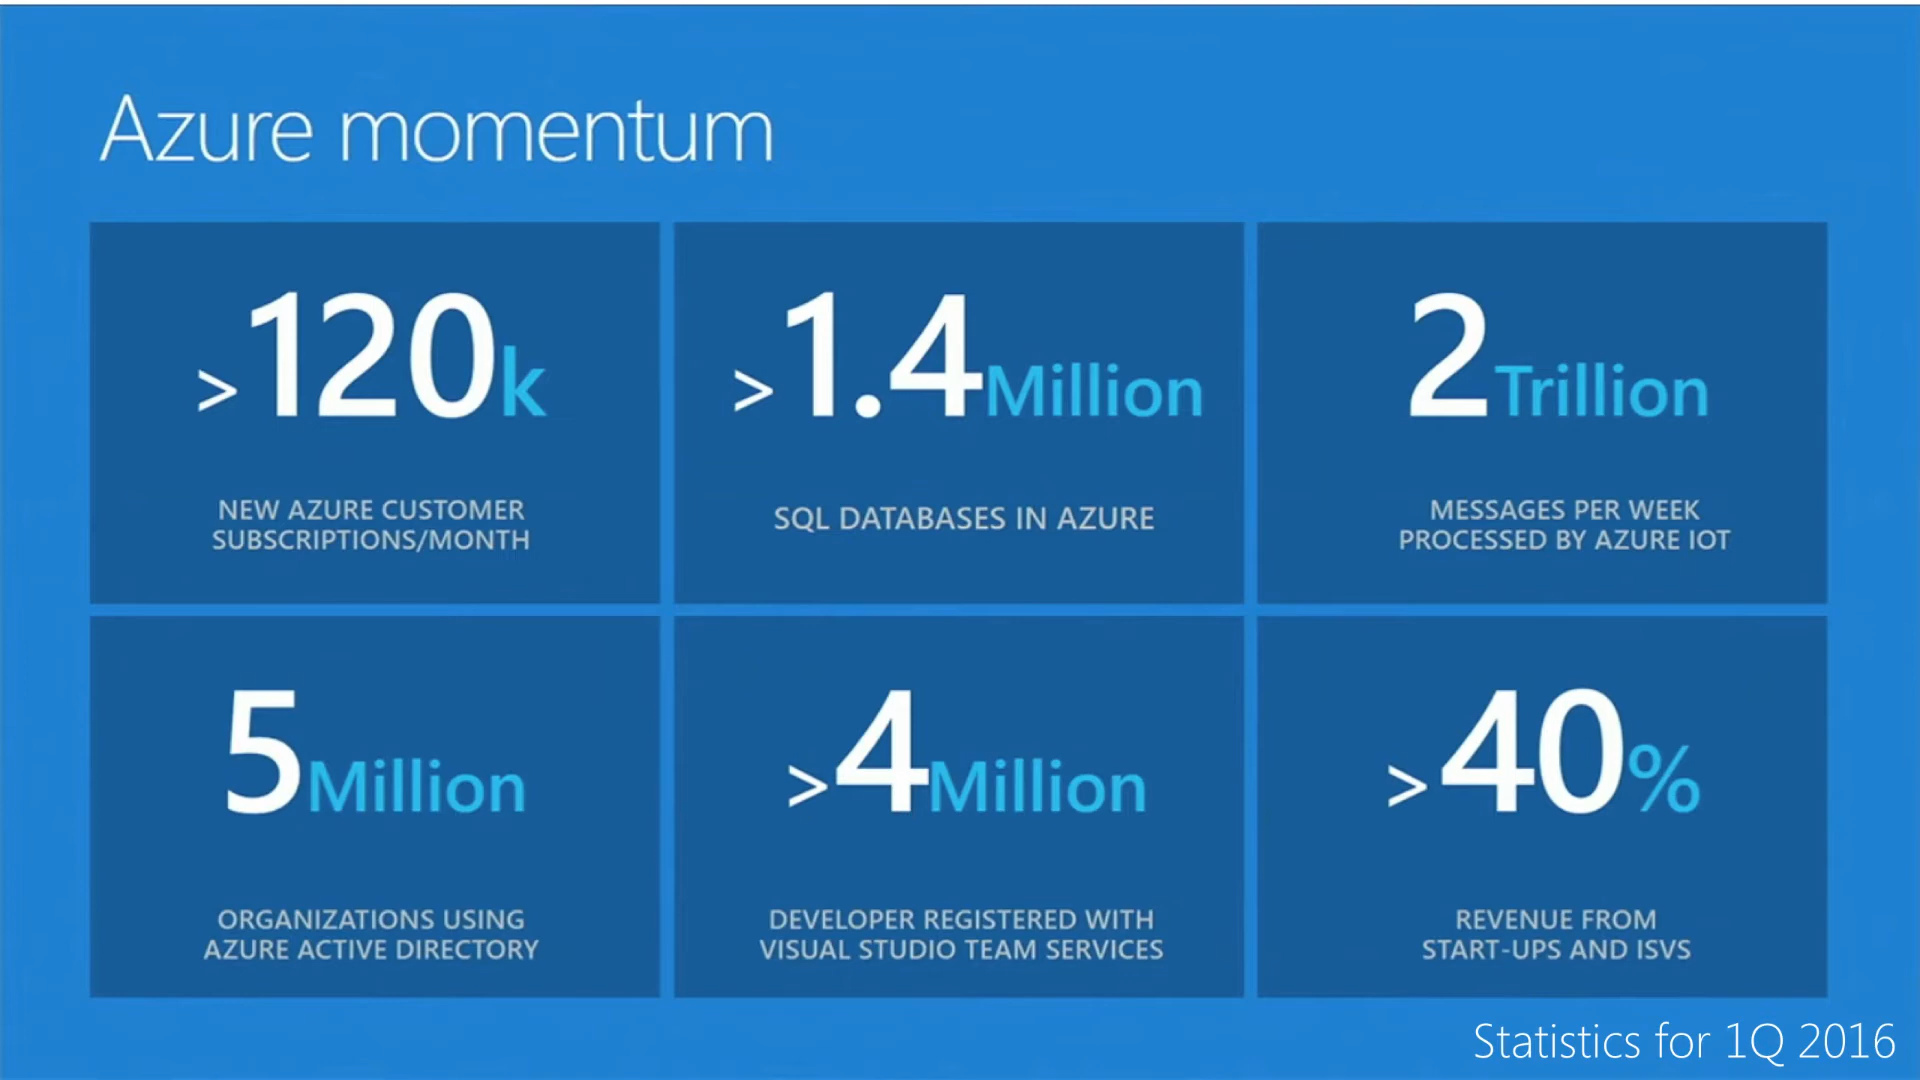 Azure momentum
>120k
NEW AZURE CUSTOMER
SUBSCRIPTIONS/MONTH
>1.4Million
SQL DATABASES IN AZURE
2Trillion
MESSAGES PER WEEK
PROCESSED BY AZURE IOT
5Million
ORGANIZATIONS USING
AZURE ACTIVE DIRECTORY
>4Million
DEVELOPER REGISTERED WITH
VISUAL STUDIO TEAM SERVICES
>40%
REVENUE FROM
START-UPS AND ISVS
Statistics for 1Q 2016